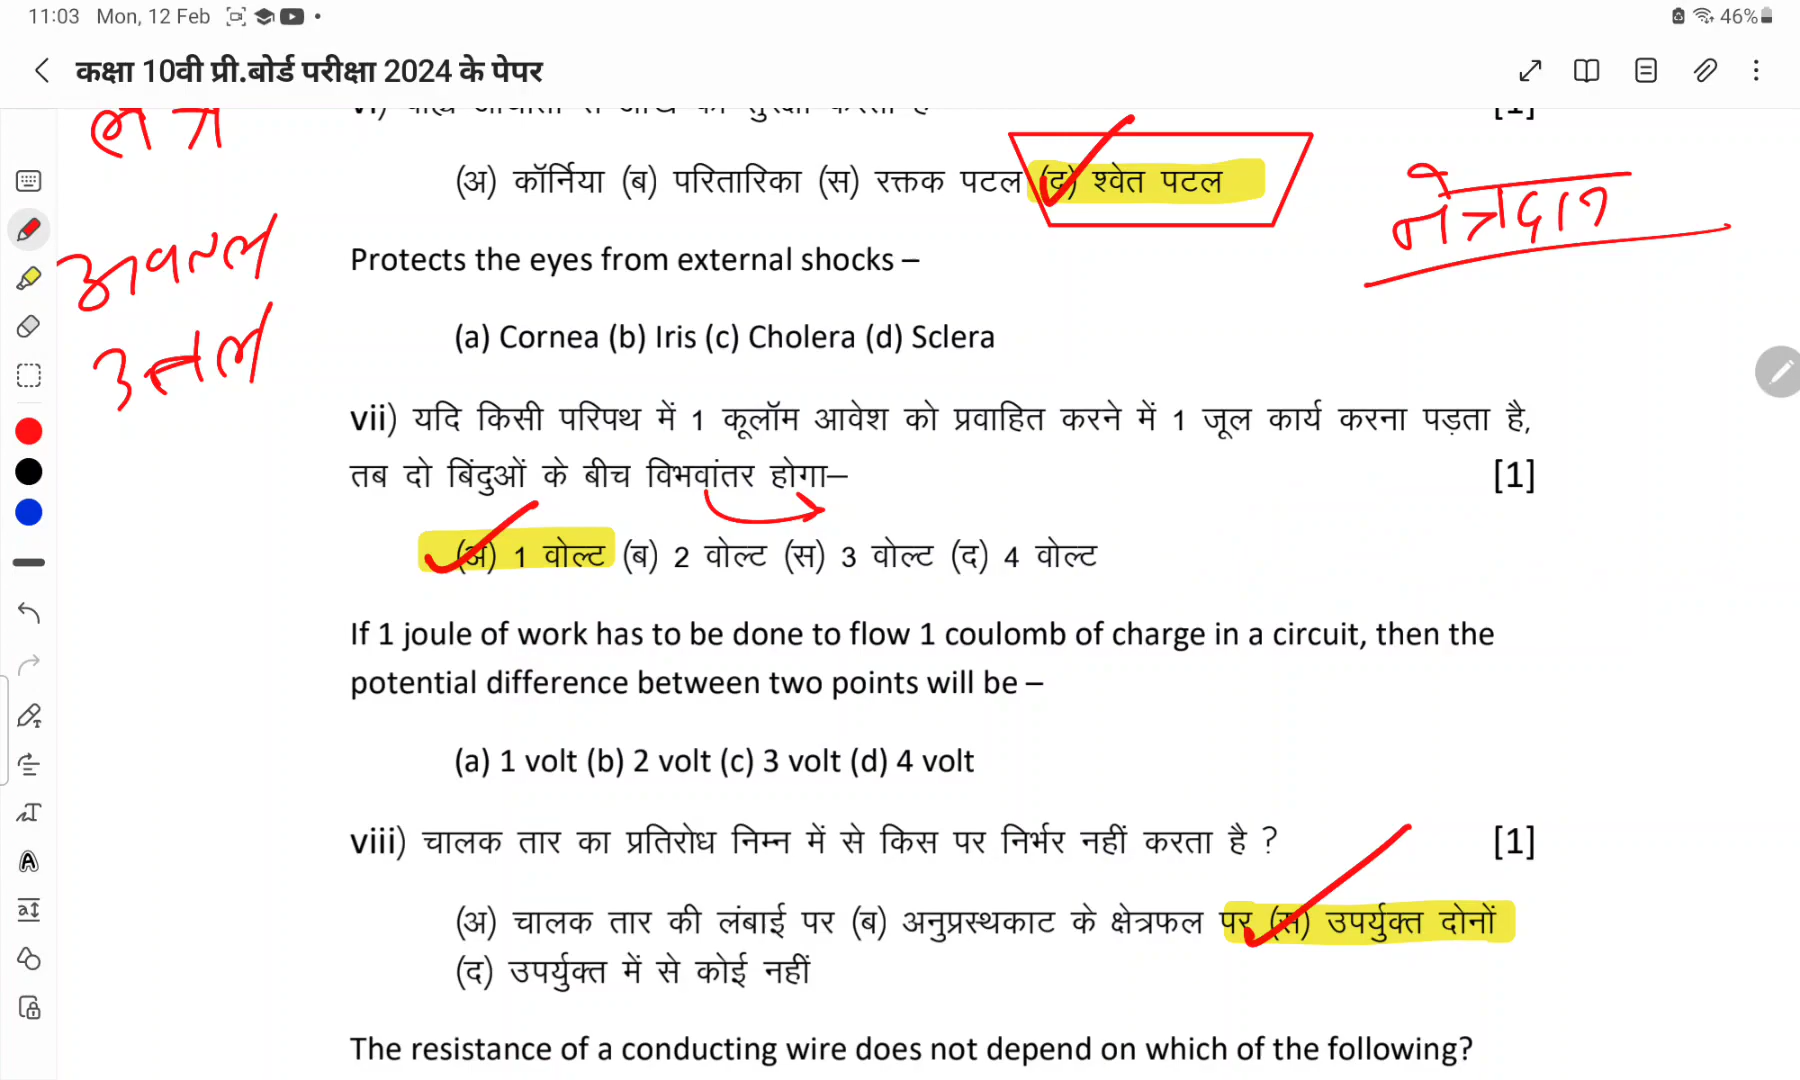 11:03 Mon, 12 Feb
46%
कक्षा 10वी प्री.बोर्ड परीक्षा 2024 के पेपर
[1]
(अ) कॉर्निया (ब) परितारिका (स) रक्तक पटल (द) श्वेत पटल
नेत्रदान
Protects the eyes from external shocks –
अवतल
(a) Cornea (b) Iris (c) Cholera (d) Sclera
उत्तल
vii) यदि किसी परिपथ में 1 कूलॉम आवेश को प्रवाहित करने में 1 जूल कार्य करना पड़ता है,
तब दो बिंदुओं के बीच विभवांतर होगा– [1]
(अ) 1 वोल्ट (ब) 2 वोल्ट (स) 3 वोल्ट (द) 4 वोल्ट
If 1 joule of work has to be done to flow 1 coulomb of charge in a circuit, then the
potential difference between two points will be –
(a) 1 volt (b) 2 volt (c) 3 volt (d) 4 volt
viii) चालक तार का प्रतिरोध निम्न में से किस पर निर्भर नहीं करता है ? [1]
(अ) चालक तार की लंबाई पर (ब) अनुप्रस्थकाट के क्षेत्रफल पर (स) उपर्युक्त दोनों
(द) उपर्युक्त में से कोई नहीं
The resistance of a conducting wire does not depend on which of the following?